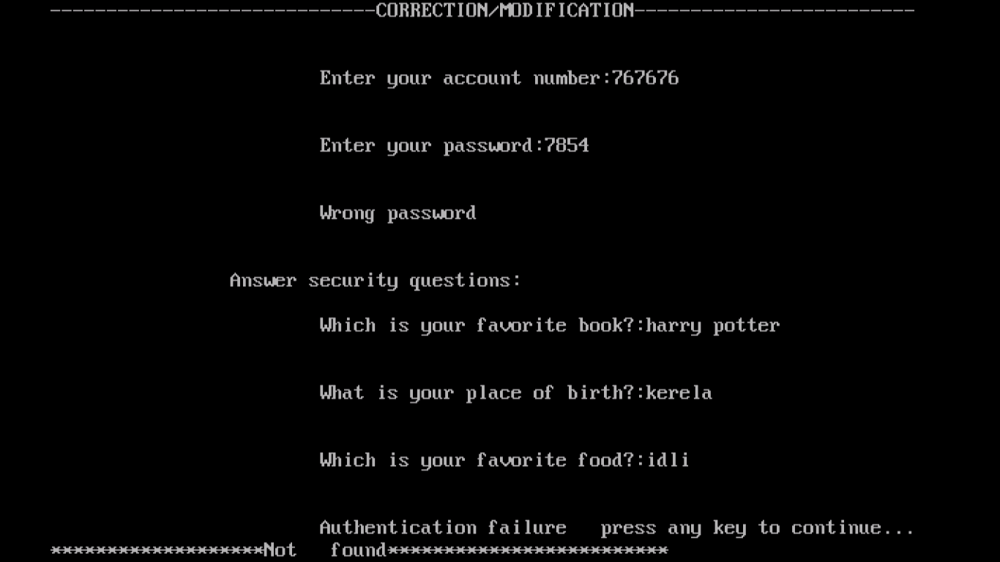 -----------------------------CORRECTION/MODIFICATION-------------------------
Enter your account number:767676
Enter your password:7854
Wrong password
Answer security questions:
Which is your favorite book?:harry potter
What is your place of birth?:kerela
Which is your favorite food?:idli
Authentication failure   press any key to continue...
*******************Not   found*************************